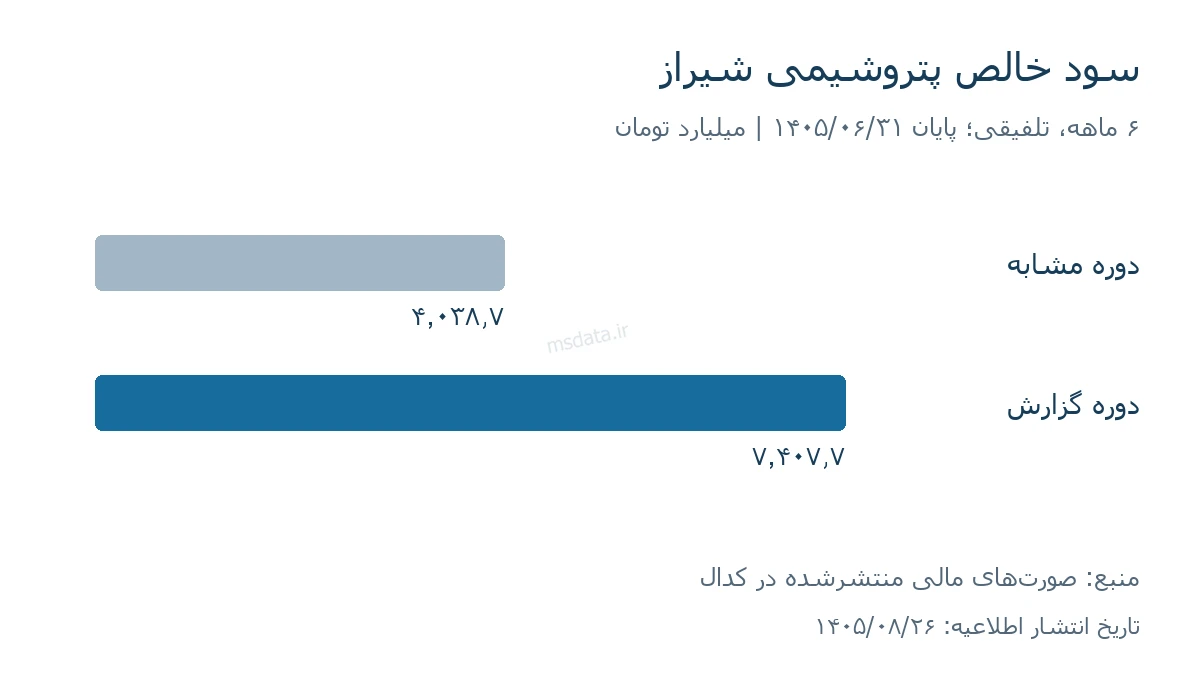 سود خالص پتروشیمی شیراز
۶ ماهه، تلفیقی؛ پایان ۱۴۰۵/۰۶/۳۱ | میلیارد تومان
دوره مشابه
۴,۰۳۸٫۷
msdata.ir
دوره گزارش
۷,۴۰۷٫۷
منبع: صورت‌های مالی منتشرشده در کدال
تاریخ انتشار اطلاعیه: ۱۴۰۵/۰۸/۲۶